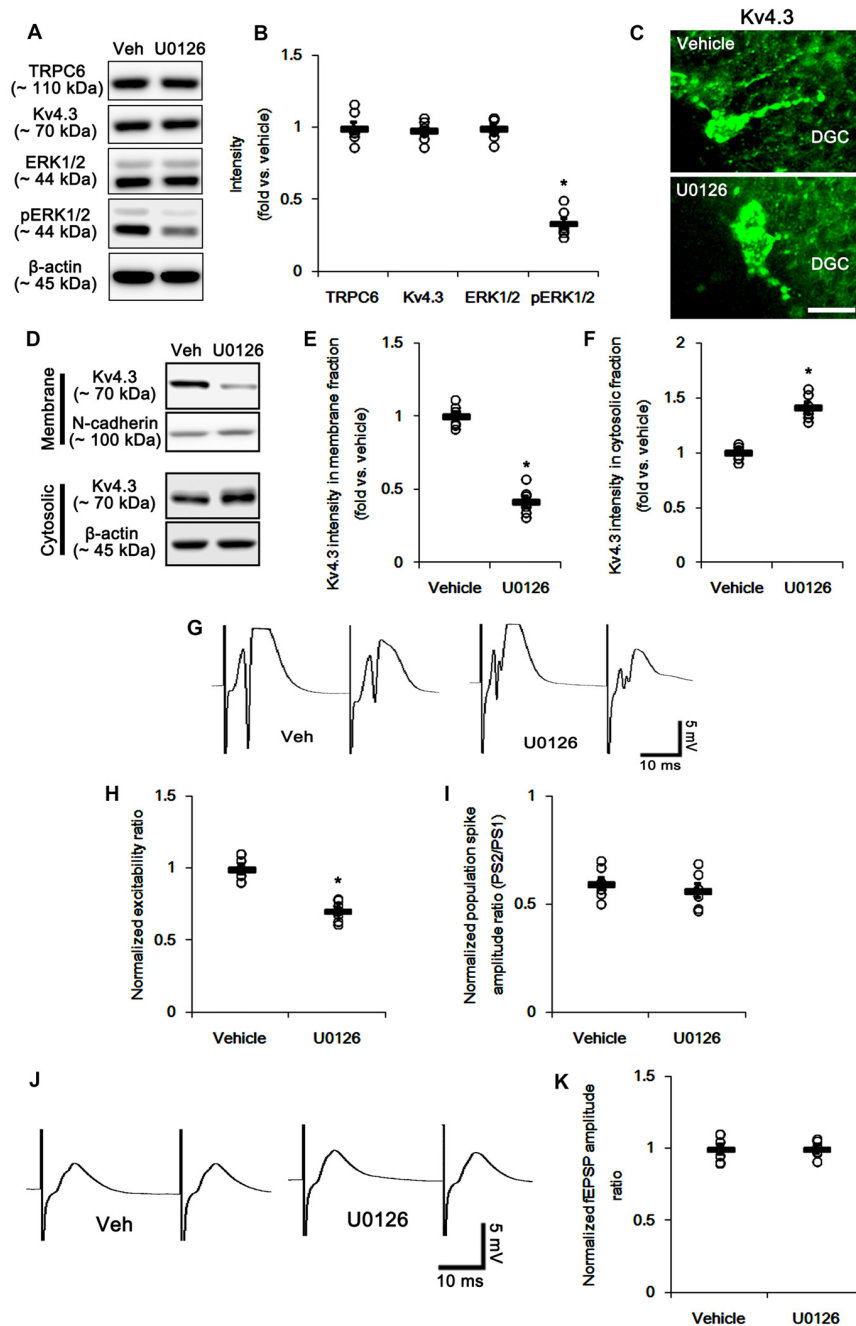 A
Veh U0126
TRPC6
(~ 110 kDa)
Kv4.3
(~ 70 kDa)
ERK1/2
(~ 44 kDa)
pERK1/2
(~ 44 kDa)
β-actin
(~ 45 kDa)
B
Intensity
(fold vs. vehicle)
1.5
1
0.5
0
*
TRPC6 Kv4.3 ERK1/2 pERK1/2
C
Kv4.3
Vehicle
DGC
U0126
DGC
D
Veh U0126
Membrane
Kv4.3
(~ 70 kDa)
N-cadherin
(~ 100 kDa)
Cytosolic
Kv4.3
(~ 70 kDa)
β-actin
(~ 45 kDa)
E
Kv4.3 intensity in membrane fraction
(fold vs. vehicle)
1.5
1
0.5
0
*
Vehicle U0126
F
Kv4.3 intensity in cytosolic fraction
(fold vs. vehicle)
2
1.5
1
0.5
0
*
Vehicle U0126
G
Veh
U0126
5 mV
10 ms
H
Normalized excitability ratio
1.5
1
0.5
0
*
Vehicle U0126
I
Normalized population spike
amplitude ratio (PS2/PS1)
1
0.5
0
Vehicle U0126
J
Veh
U0126
5 mV
10 ms
K
Normalized fEPSP amplitude
ratio
1.5
1
0.5
0
Vehicle U0126